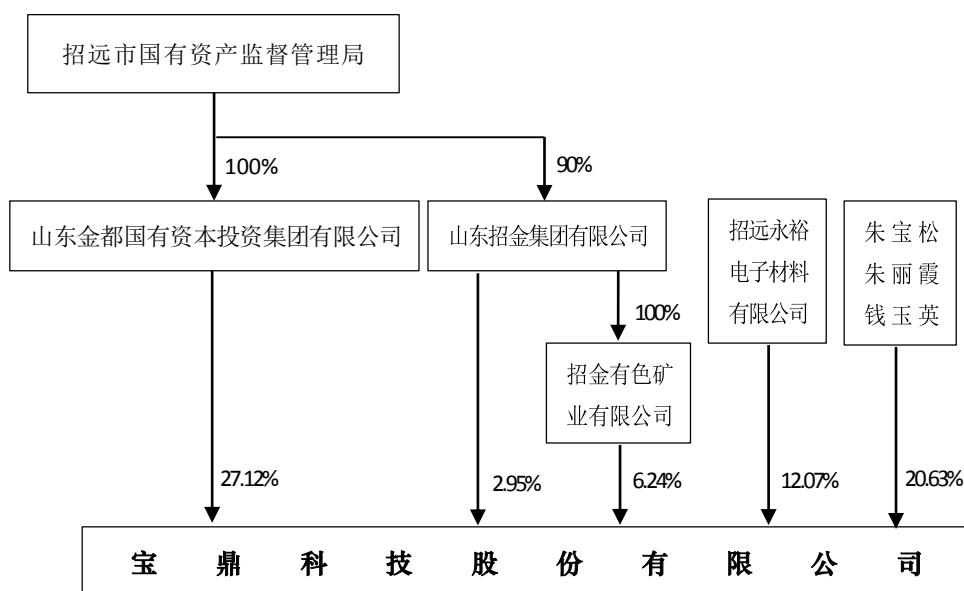 招远市国有资产监督管理局
100%
90%
山东金都国有资本投资集团有限公司
山东招金集团有限公司
招远永裕
电子材料
有限公司
朱宝松
朱丽霞
钱玉英
100%
招金有色矿
业有限公司
27.12%
2.95%
6.24%
12.07%
20.63%
宝鼎科技股份有限公司